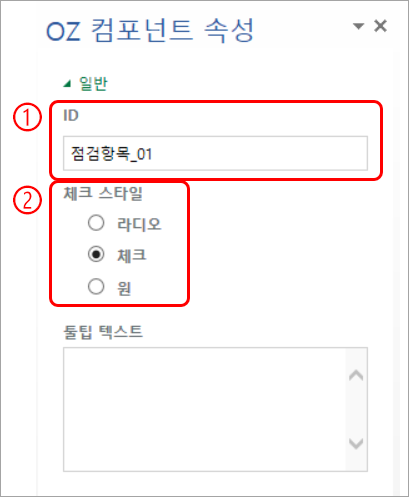 OZ 컴포넌트 속성
일반
① ID
점검항목_01
② 체크 스타일
라디오
체크
원
툴팁 텍스트